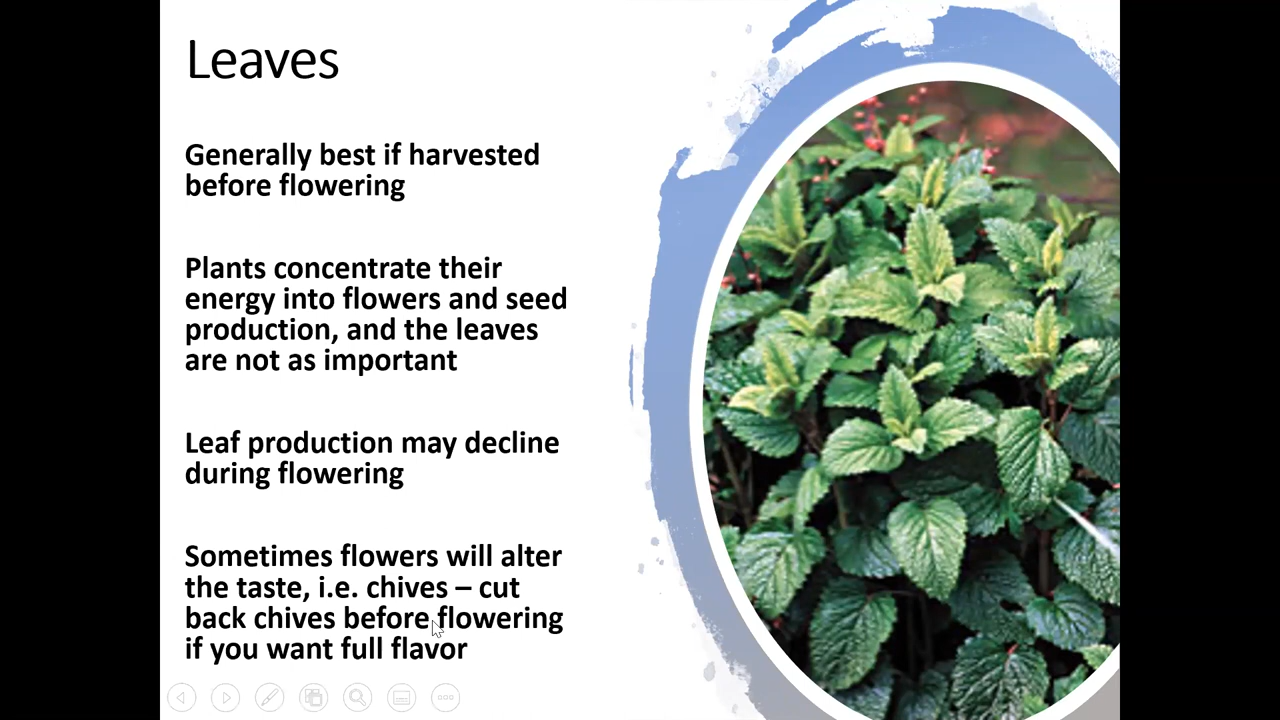 Leaves
Generally best if harvested
before flowering
Plants concentrate their
energy into flowers and seed
production, and the leaves
are not as important
Leaf production may decline
during flowering
Sometimes flowers will alter
the taste, i.e. chives – cut
back chives before flowering
if you want full flavor